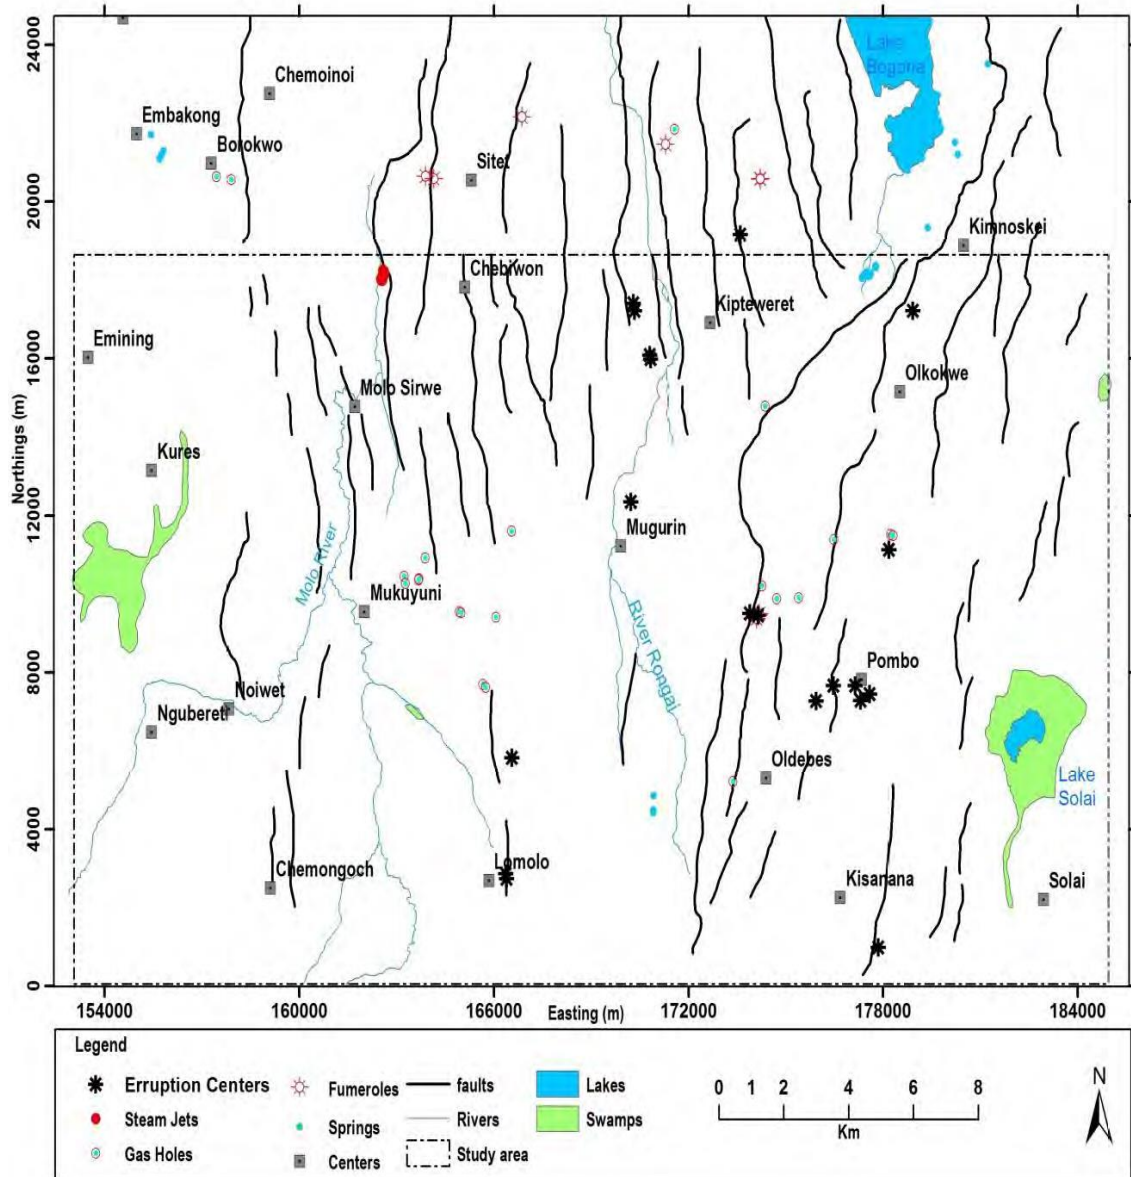 24000
20000
16000
12000
8000
4000
0
Northings (m)
154000
160000
166000
172000
178000
184000
Easting (m)
Lake
Bogoria
Chemoinoi
Embakong
Borokwo
Sitet
Kimnoskei
Chebiwon
Kipteweret
Emining
Molo Sirwe
Olkokwe
Kures
Mugurin
Molo River
Mukuyuni
River Rongai
Pombo
Noiwet
Nguberet
Oldebes
Lake
Solai
Chemongoch
Lomolo
Kisanana
Solai
Legend
Erruption Centers
Steam Jets
Gas Holes
Fumeroles
Springs
Centers
faults
Rivers
Study area
Lakes
Swamps
0 1 2 4 6 8
Km
N